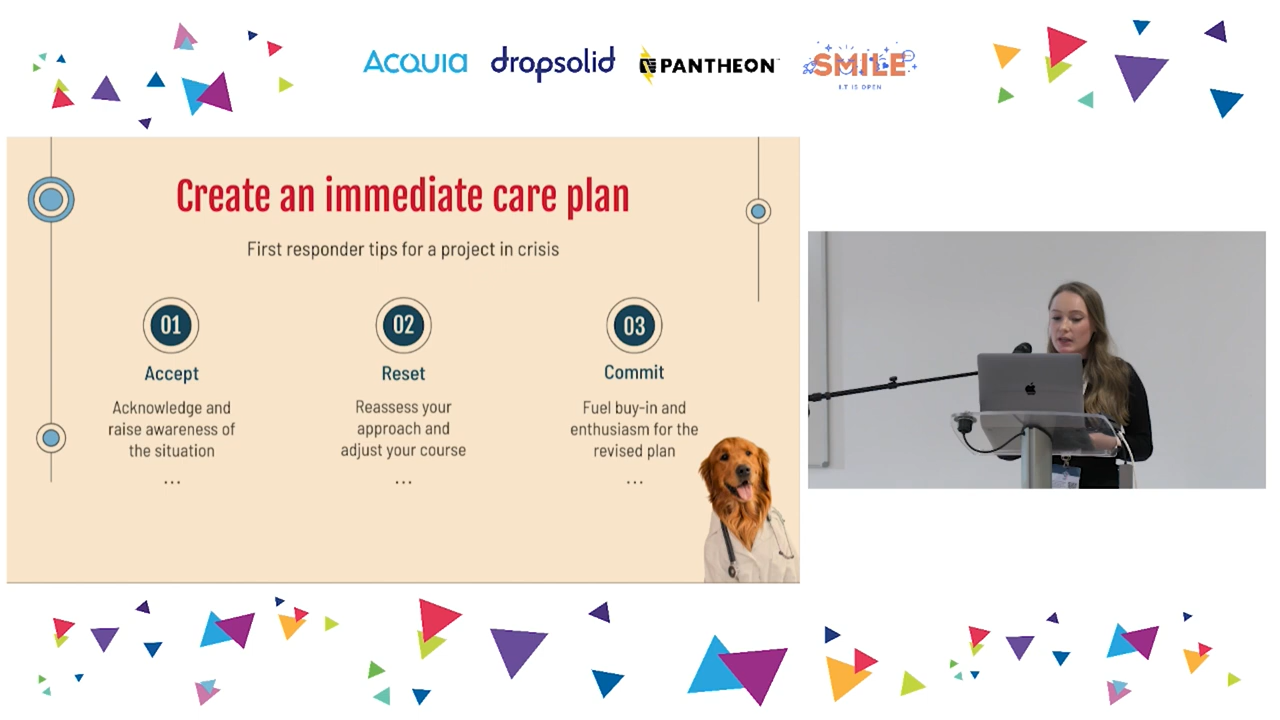 Acquia
dropsolid
PANTHEON
SMILE
I.T IS OPEN
Create an immediate care plan
First responder tips for a project in crisis
01
02
03
Accept
Reset
Commit
Acknowledge and
raise awareness of
the situation
...
Reassess your
approach and
adjust your course
...
Fuel buy-in and
enthusiasm for the
revised plan
...